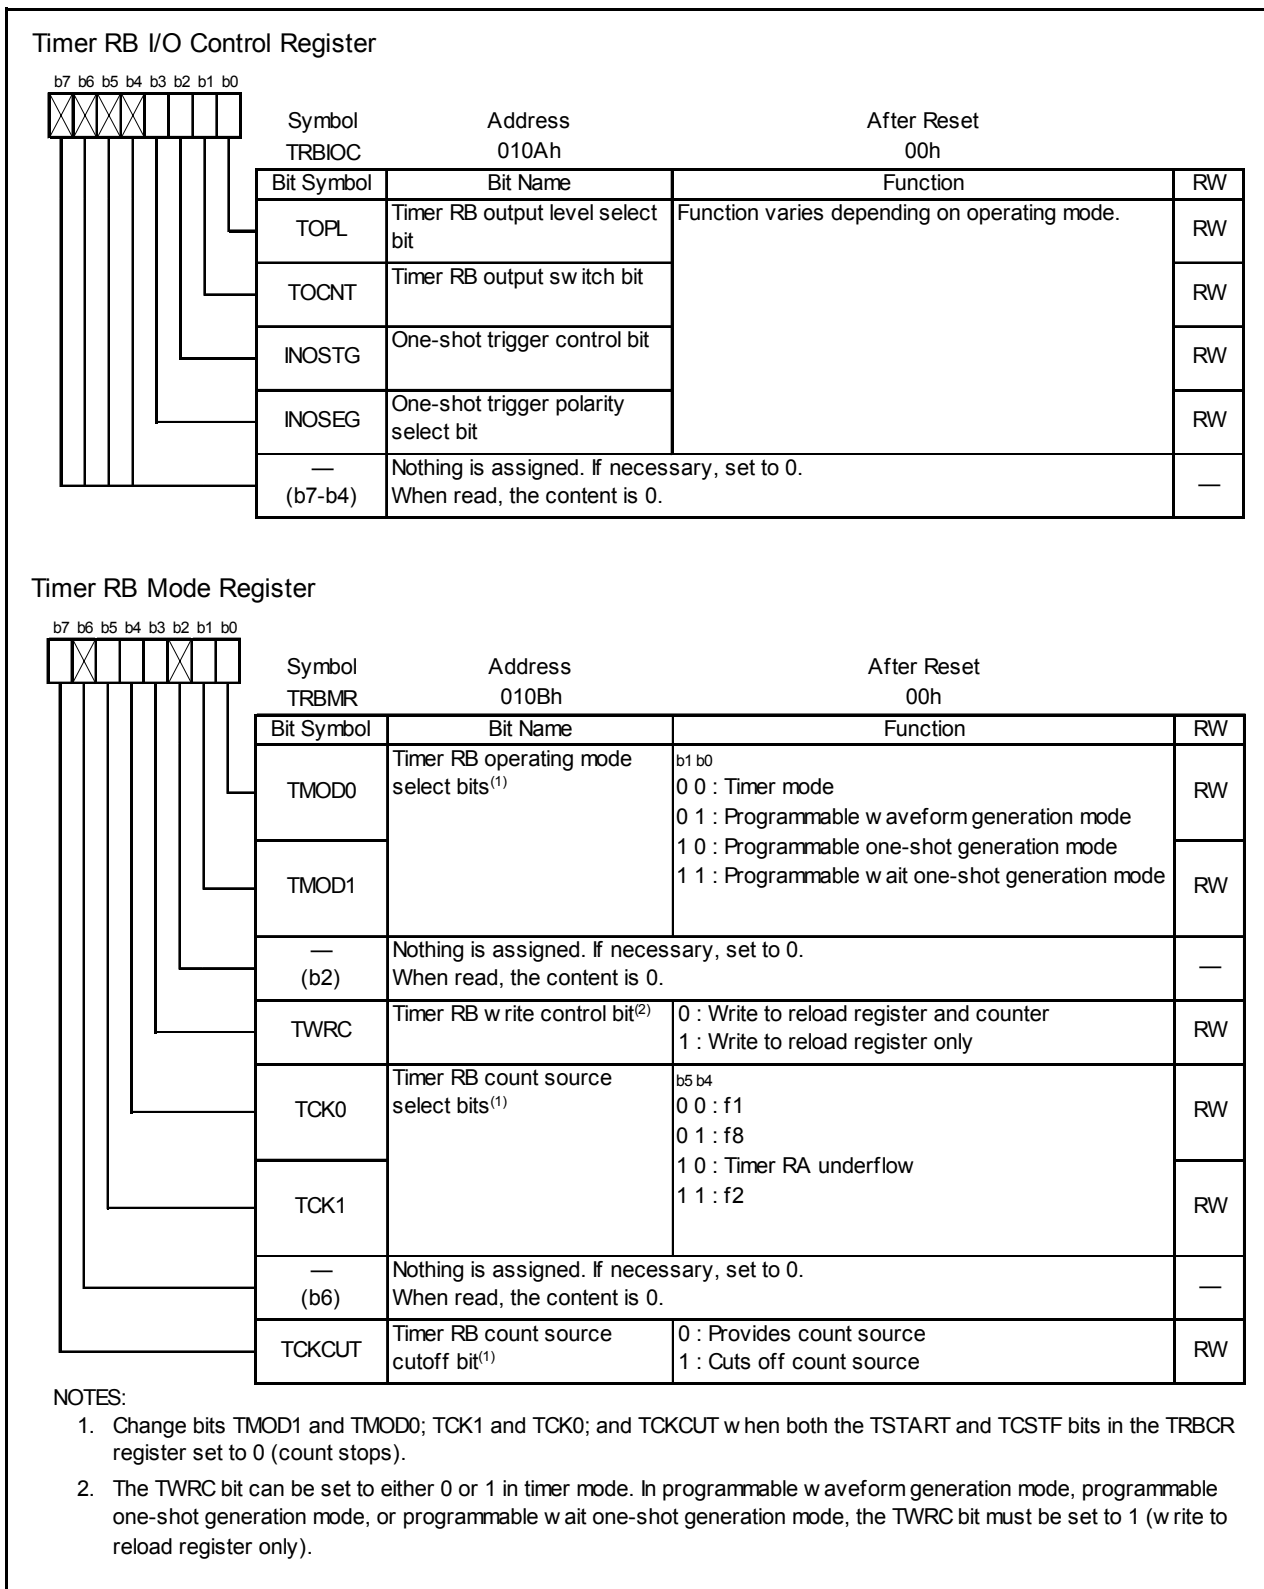 Timer RB I/O Control Register
b7 b6 b5 b4 b3 b2 b1 b0
Symbol Address After Reset
TRBIOC 010Ah 00h
Bit Symbol Bit Name Function RW
TOPL Timer RB output level select bit Function varies depending on operating mode. RW
TOCNT Timer RB output switch bit RW
INOSTG One-shot trigger control bit RW
INOSEG One-shot trigger polarity select bit RW
— (b7-b4) Nothing is assigned. If necessary, set to 0. —
When read, the content is 0.
Timer RB Mode Register
b7 b6 b5 b4 b3 b2 b1 b0
Symbol Address After Reset
TRBMR 010Bh 00h
Bit Symbol Bit Name Function RW
TMOD0 Timer RB operating mode select bits(1) b1 b0 RW
0 0 : Timer mode
0 1 : Programmable waveform generation mode
1 0 : Programmable one-shot generation mode
TMOD1 1 1 : Programmable wait one-shot generation mode RW
— (b2) Nothing is assigned. If necessary, set to 0. —
When read, the content is 0.
TWRC Timer RB write control bit(2) 0 : Write to reload register and counter RW
1 : Write to reload register only
TCK0 Timer RB count source select bits(1) b5 b4 RW
0 0 : f1
0 1 : f8
1 0 : Timer RA underflow
TCK1 1 1 : f2 RW
— (b6) Nothing is assigned. If necessary, set to 0. —
When read, the content is 0.
TCKCUT Timer RB count source cutoff bit(1) 0 : Provides count source RW
1 : Cuts off count source
NOTES:
1. Change bits TMOD1 and TMOD0; TCK1 and TCK0; and TCKCUT when both the TSTART and TCSTF bits in the TRBCR
register set to 0 (count stops).
2. The TWRC bit can be set to either 0 or 1 in timer mode. In programmable waveform generation mode, programmable
one-shot generation mode, or programmable wait one-shot generation mode, the TWRC bit must be set to 1 (write to
reload register only).